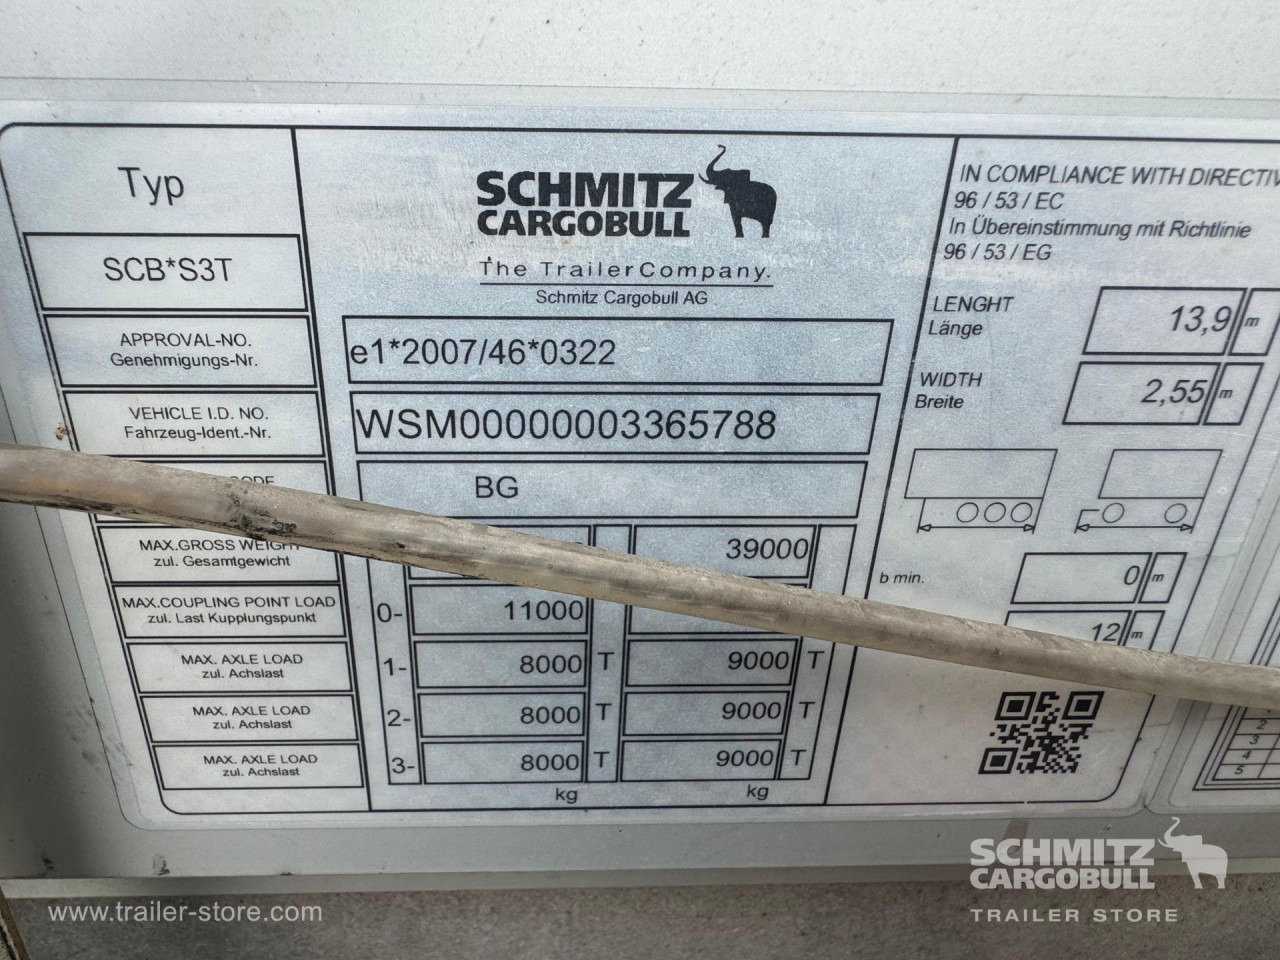 Typ
SCB*S3T
APPROVAL-NO.
Genehmigungs-Nr.
VEHICLE I.D. NO.
Fahrzeug-Ident.-Nr.
MAX.GROSS WEIGHT
zul. Gesamtgewicht
MAX.COUPLING POINT LOAD
zul. Last Kupplungspunkt
MAX. AXLE LOAD
zul. Achslast
MAX. AXLE LOAD
zul. Achslast
MAX. AXLE LOAD
zul. Achslast
SCHMITZ
CARGOBULL
The TrailerCompany.
Schmitz Cargobull AG
e1*2007/46*0322
WSM00000003365788
BG
39000
0- 11000
1- 8000 T 9000 T
2- 8000 T 9000 T
3- 8000 T 9000 T
kg kg
IN COMPLIANCE WITH
96 / 53 / EC
In Übereinstimmung mit Richtlinie
96 / 53 / EG
LENGHT
Länge
13,9 m
WIDTH
Breite
2,55 m
b min.
0 m
12 m
2
3
4
5
SCHMITZ
CARGOBULL
TRAILER STORE
www.trailer-store.com